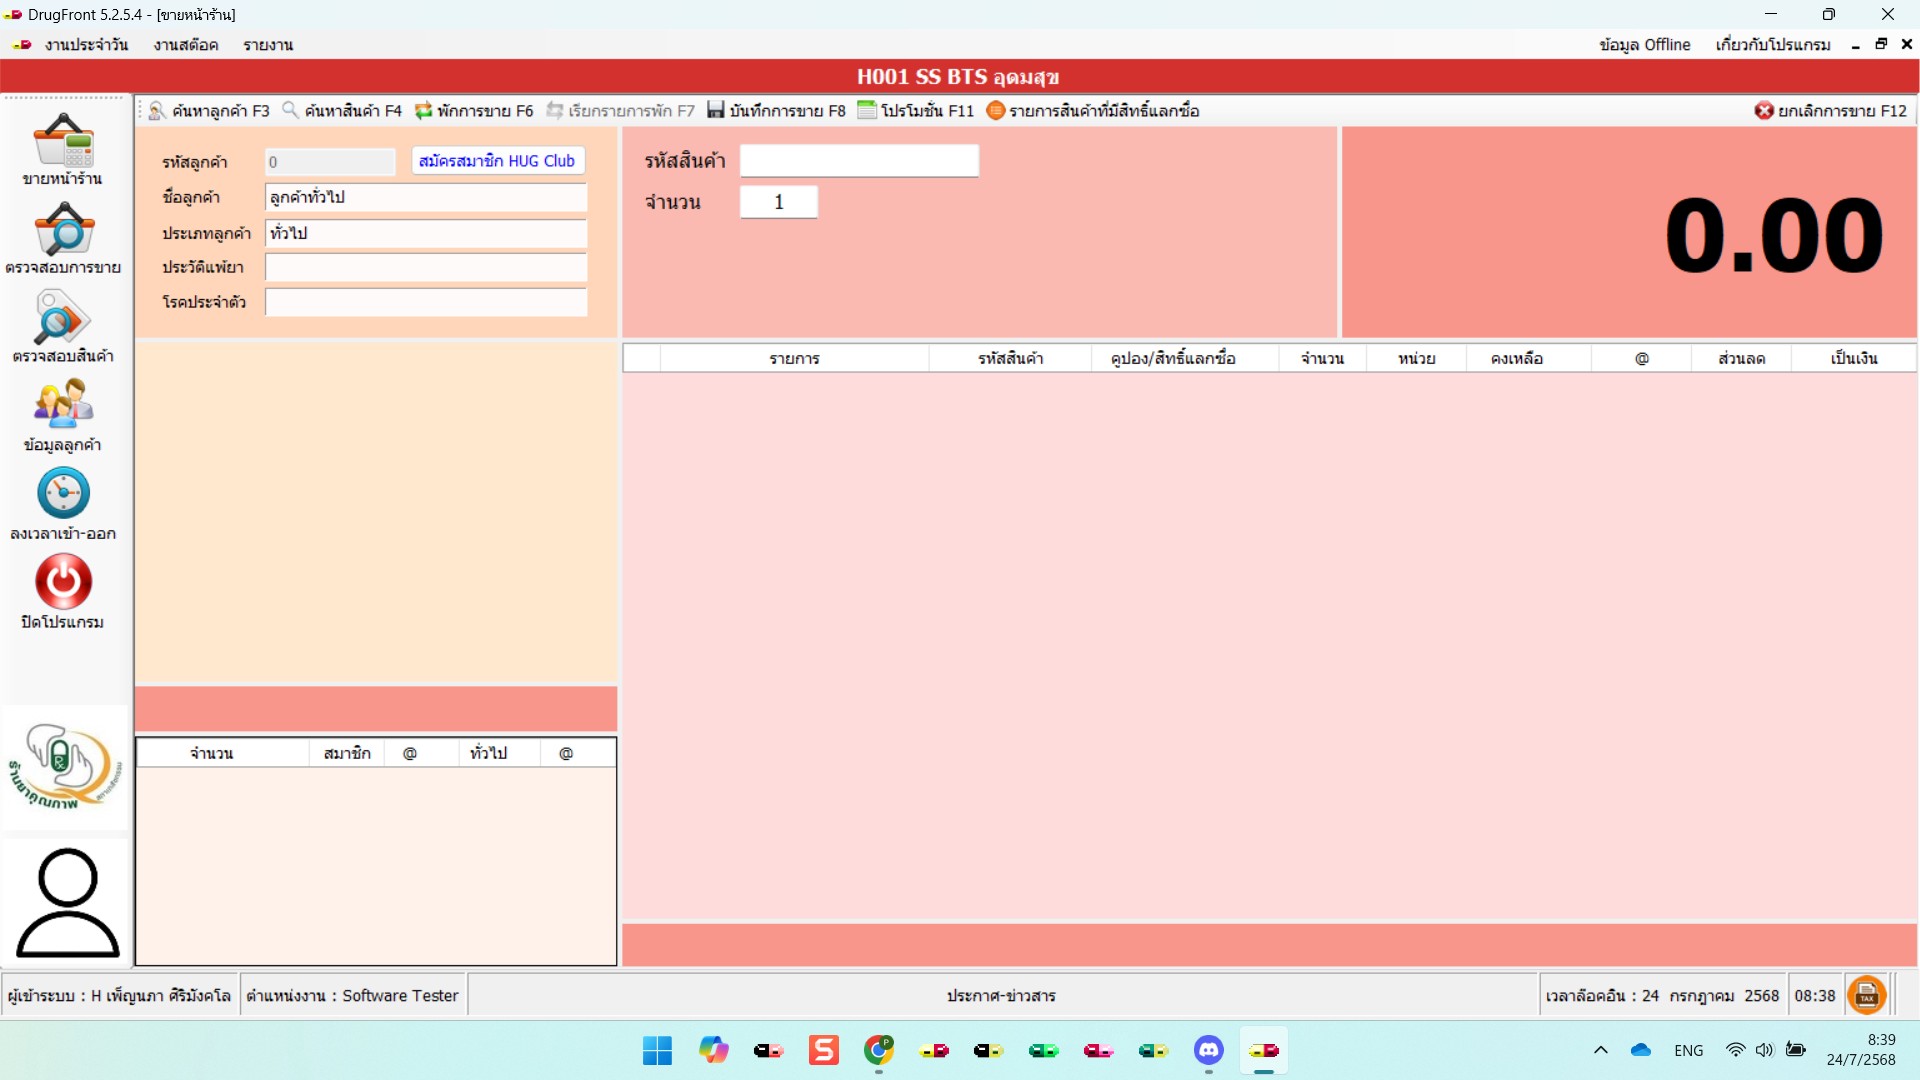 DrugFront 5.2.5.4 - [ขายหน้าร้าน]
งานประจำวัน งานสต๊อค รายงาน ข้อมูล Offline เกี่ยวกับโปรแกรม
H001 SS BTS อุดมสุข
ค้นหาลูกค้า F3 ค้นหาสินค้า F4 พักการขาย F6 เรียกรายการพัก F7 บันทึกการขาย F8 โปรโมชั่น F11 รายการสินค้าที่มีสิทธิ์แลกซื้อ ยกเลิกการขาย F12
ขายหน้าร้าน
ตรวจสอบการขาย
ตรวจสอบสินค้า
ข้อมูลลูกค้า
ลงเวลาเข้า-ออก
ปิดโปรแกรม
ร้านยาคุณภาพ
สภาเภสัชกรรม
รหัสลูกค้า 0 สมัครสมาชิก HUG Club
ชื่อลูกค้า ลูกค้าทั่วไป
ประเภทลูกค้า ทั่วไป
ประวัติแพ้ยา
โรคประจำตัว
รหัสสินค้า
จำนวน 1
0.00
รายการ รหัสสินค้า คูปอง/สิทธิ์แลกซื้อ จำนวน หน่วย คงเหลือ @ ส่วนลด เป็นเงิน
จำนวน สมาชิก @ ทั่วไป @
ผู้เข้าระบบ : H เพ็ญนภา ศิริมังคโล ตำแหน่งงาน : Software Tester ประกาศ-ข่าวสาร เวลาล๊อคอิน : 24 กรกฎาคม 2568 08:38 TAX
ENG 8:39
24/7/2568